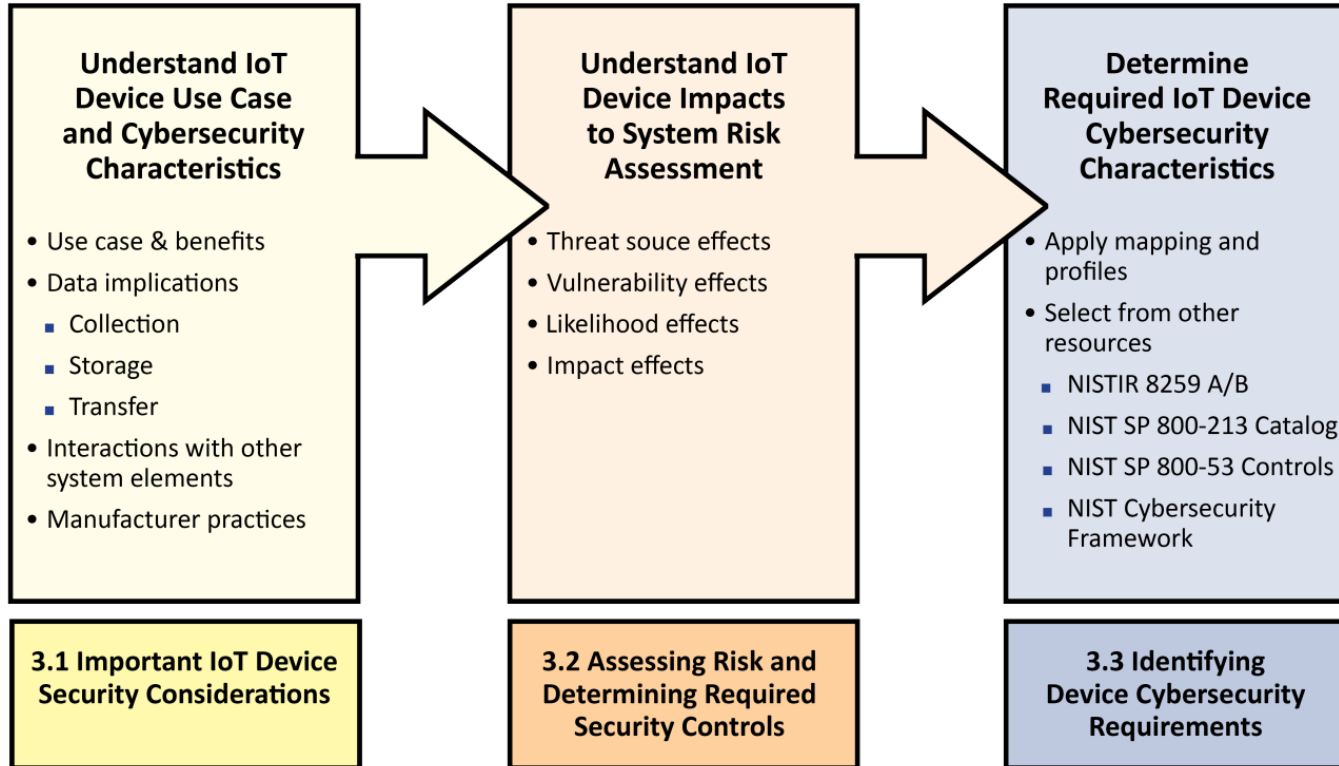 Understand IoT
Device Use Case
and Cybersecurity
Characteristics
• Use case & benefits
• Data implications
▪ Collection
▪ Storage
▪ Transfer
• Interactions with other
system elements
• Manufacturer practices
3.1 Important IoT Device
Security Considerations
Understand IoT
Device Impacts
to System Risk
Assessment
• Threat souce effects
• Vulnerability effects
• Likelihood effects
• Impact effects
3.2 Assessing Risk and
Determining Required
Security Controls
Determine
Required IoT Device
Cybersecurity
Characteristics
• Apply mapping and
profiles
• Select from other
resources
▪ NISTIR 8259 A/B
▪ NIST SP 800-213 Catalog
▪ NIST SP 800-53 Controls
▪ NIST Cybersecurity
Framework
3.3 Identifying
Device Cybersecurity
Requirements